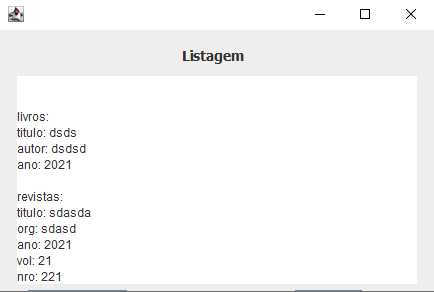 Listagem
livros:
titulo: dsds
autor: dsdsd
ano: 2021
revistas:
titulo: sdasda
org: sdasd
ano: 2021
vol: 21
nro: 221